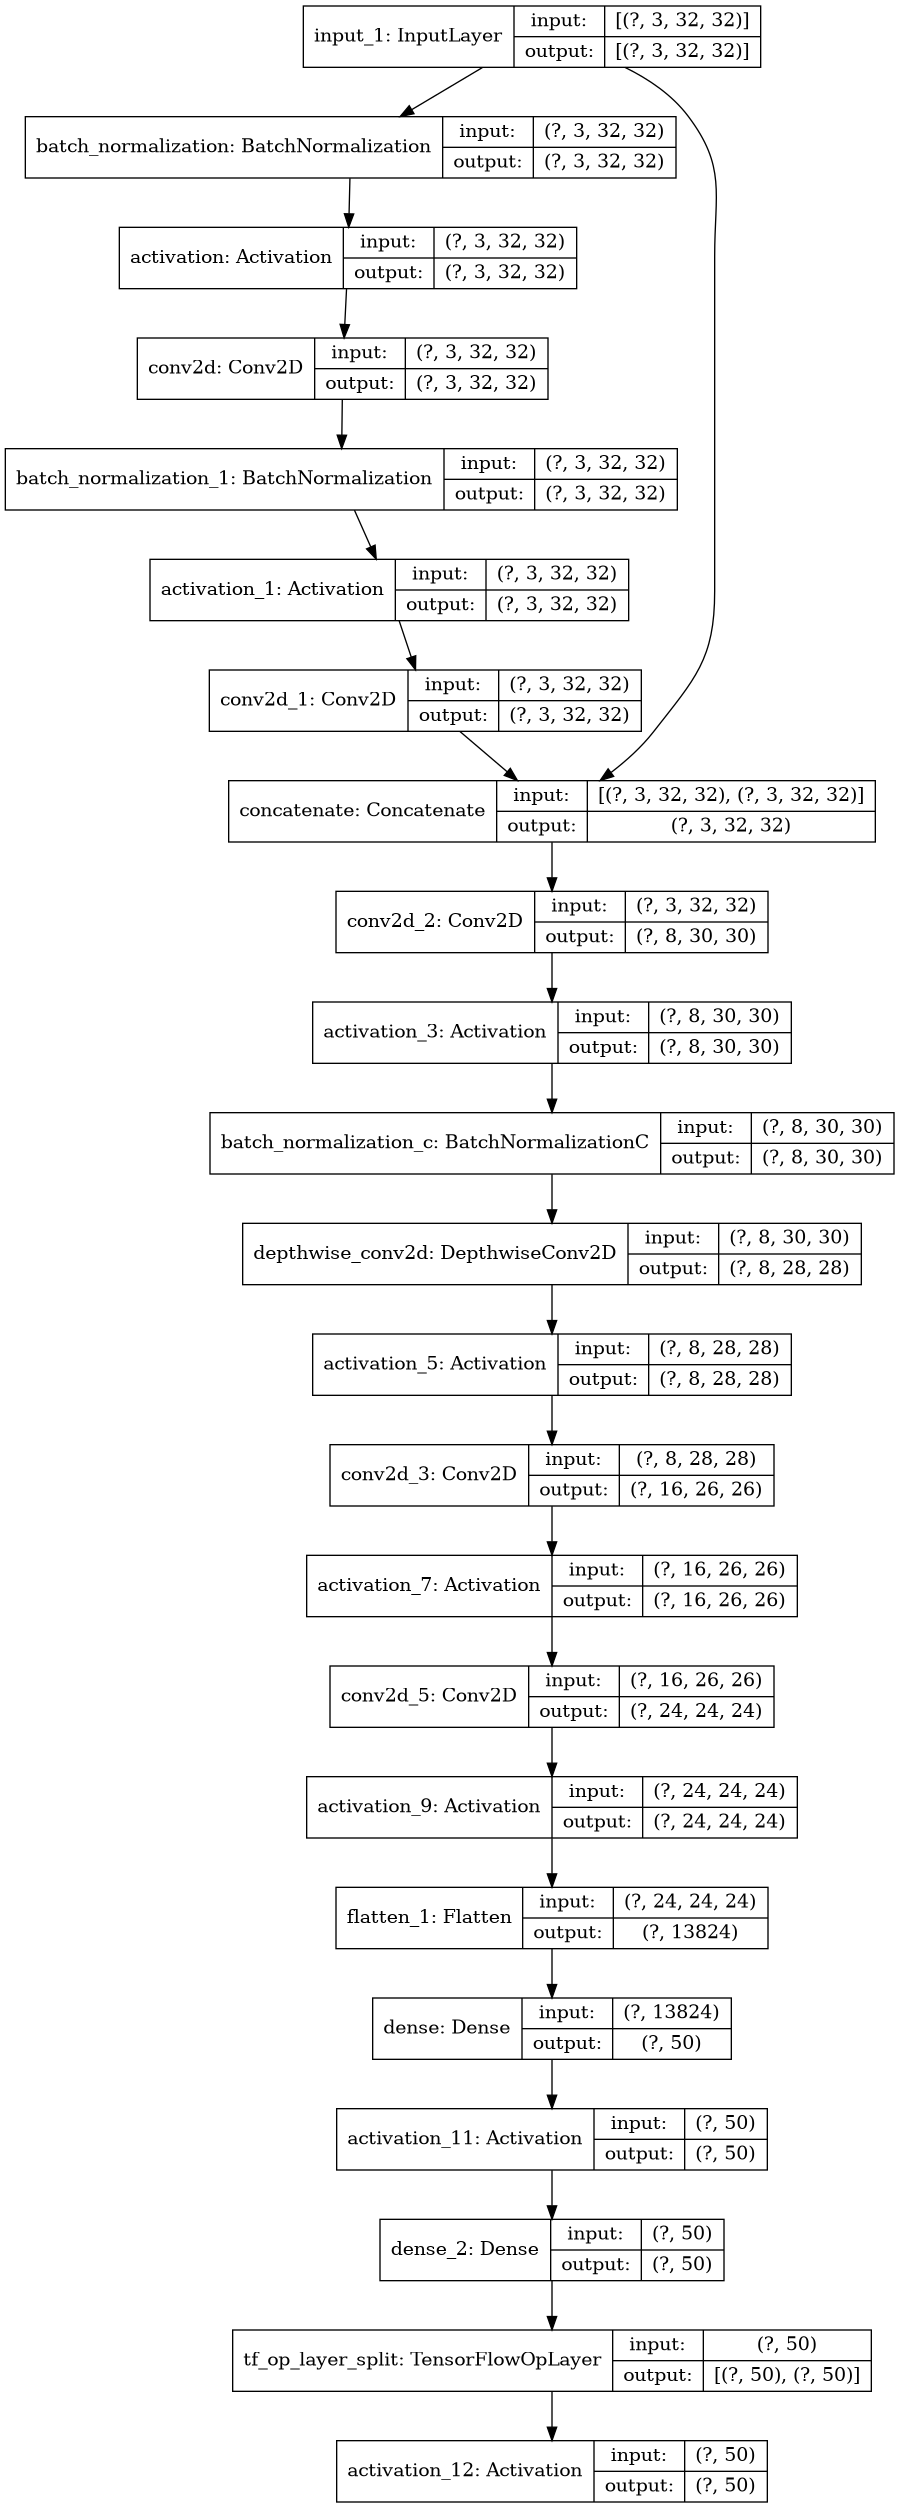 input_1: InputLayer
input:
[(?, 3, 32, 32)]
output:
[(?, 3, 32, 32)]
batch_normalization: BatchNormalization
input:
(?, 3, 32, 32)
output:
(?, 3, 32, 32)
activation: Activation
input:
(?, 3, 32, 32)
output:
(?, 3, 32, 32)
conv2d: Conv2D
input:
(?, 3, 32, 32)
output:
(?, 3, 32, 32)
batch_normalization_1: BatchNormalization
input:
(?, 3, 32, 32)
output:
(?, 3, 32, 32)
activation_1: Activation
input:
(?, 3, 32, 32)
output:
(?, 3, 32, 32)
conv2d_1: Conv2D
input:
(?, 3, 32, 32)
output:
(?, 3, 32, 32)
concatenate: Concatenate
input:
[(?, 3, 32, 32), (?, 3, 32, 32)]
output:
(?, 3, 32, 32)
conv2d_2: Conv2D
input:
(?, 3, 32, 32)
output:
(?, 8, 30, 30)
activation_3: Activation
input:
(?, 8, 30, 30)
output:
(?, 8, 30, 30)
batch_normalization_c: BatchNormalizationC
input:
(?, 8, 30, 30)
output:
(?, 8, 30, 30)
depthwise_conv2d: DepthwiseConv2D
input:
(?, 8, 30, 30)
output:
(?, 8, 28, 28)
activation_5: Activation
input:
(?, 8, 28, 28)
output:
(?, 8, 28, 28)
conv2d_3: Conv2D
input:
(?, 8, 28, 28)
output:
(?, 16, 26, 26)
activation_7: Activation
input:
(?, 16, 26, 26)
output:
(?, 16, 26, 26)
conv2d_5: Conv2D
input:
(?, 16, 26, 26)
output:
(?, 24, 24, 24)
activation_9: Activation
input:
(?, 24, 24, 24)
output:
(?, 24, 24, 24)
flatten_1: Flatten
input:
(?, 24, 24, 24)
output:
(?, 13824)
dense: Dense
input:
(?, 13824)
output:
(?, 50)
activation_11: Activation
input:
(?, 50)
output:
(?, 50)
dense_2: Dense
input:
(?, 50)
output:
(?, 50)
tf_op_layer_split: TensorFlowOpLayer
input:
(?, 50)
output:
[(?, 50), (?, 50)]
activation_12: Activation
input:
(?, 50)
output:
(?, 50)